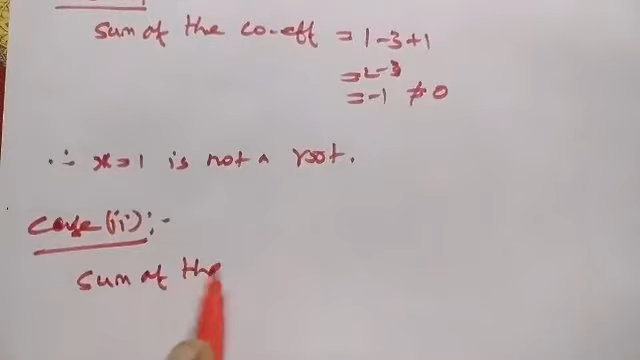 Sum of the co-eff = 1-3+1
= 2-3
= -1 ≠ 0
∴ x=1 is not a root.
Case (ii):-
Sum of the